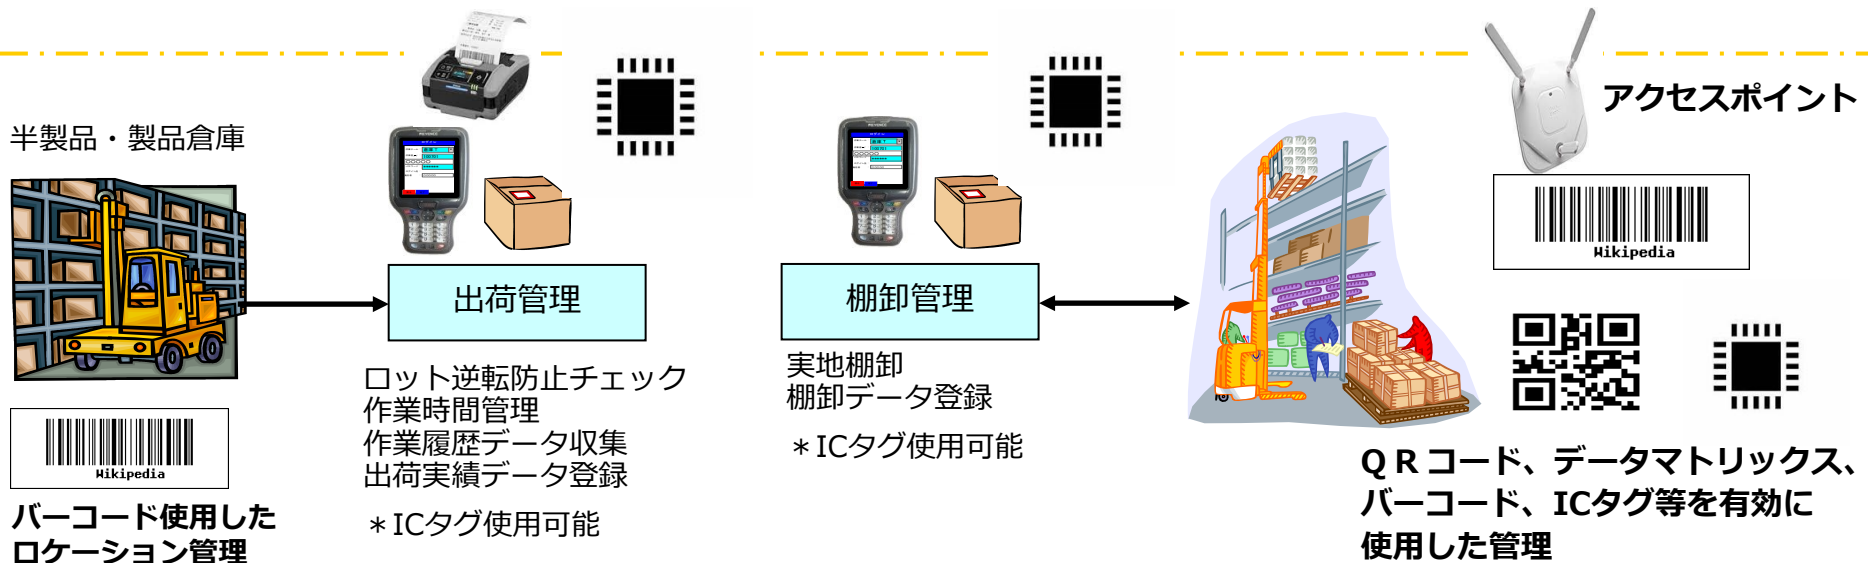 アクセスポイント
半製品・製品倉庫
Wikipedia
出荷管理
棚卸管理
ロット逆転防止チェック
作業時間管理
作業履歴データ収集
出荷実績データ登録
＊ICタグ使用可能
実地棚卸
棚卸データ登録
＊ICタグ使用可能
Wikipedia
バーコード使用した
ロケーション管理
ＱＲコード、データマトリックス、
バーコード、ICタグ等を有効に
使用した管理